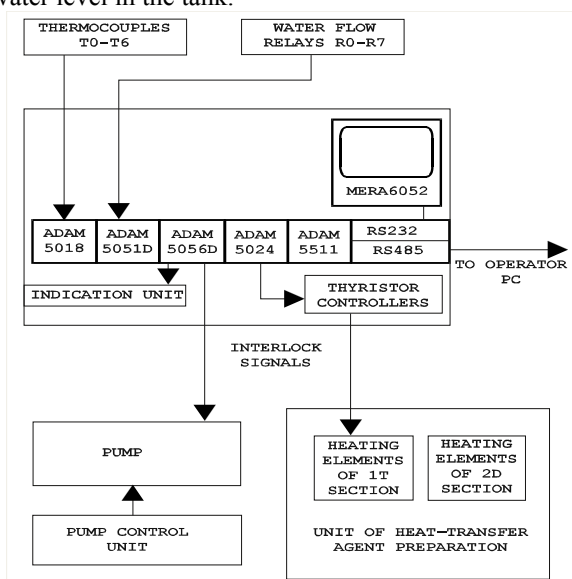 water level in the tank.
THERMOCOUPLES
T0-T6
WATER FLOW
RELAYS R0-R7
MERA6052
ADAM
5018
ADAM
5051D
ADAM
5056D
ADAM
5024
ADAM
5511
RS232
RS485
TO OPERATOR
PC
INDICATION UNIT
THYRISTOR
CONTROLLERS
INTERLOCK
SIGNALS
PUMP
HEATING
ELEMENTS
OF 1T
SECTION
HEATING
ELEMENTS
OF 2D
SECTION
PUMP CONTROL
UNIT
UNIT OF HEAT-TRANSFER
AGENT PREPARATION